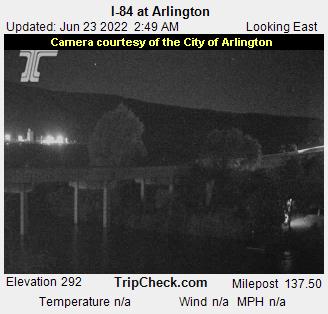 I-84 at Arlington
Updated: Jun 23 2022 2:49 AM Looking East
Camera courtesy of the City of Arlington
Elevation 292 TripCheck.com Milepost 137.50
Temperature n/a Wind n/a MPH n/a